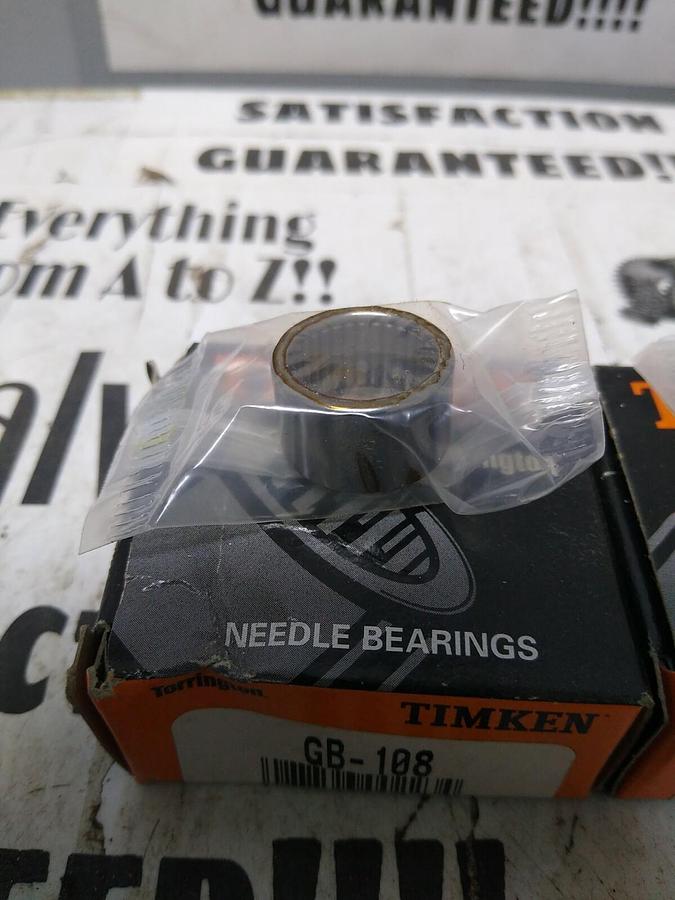 GUARANTEED!!!!
SATISFACTION
GUARANTEED!!
Everything
om A to Z!!
NEEDLE BEARINGS
Torrington
TIMKEN
GB-108